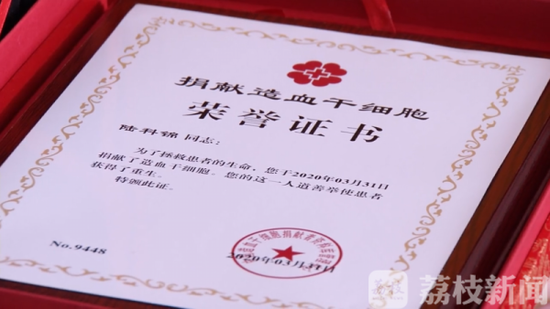 捐献造血干细胞
荣誉证书
陆科锦 同志：
为了拯救患者的生命，您于2020年03月31日
捐献了造血干细胞。您的这一人道善举使患者
获得了重生。
特颁此证。
No.9448
2020年03月31日
荔枝新闻